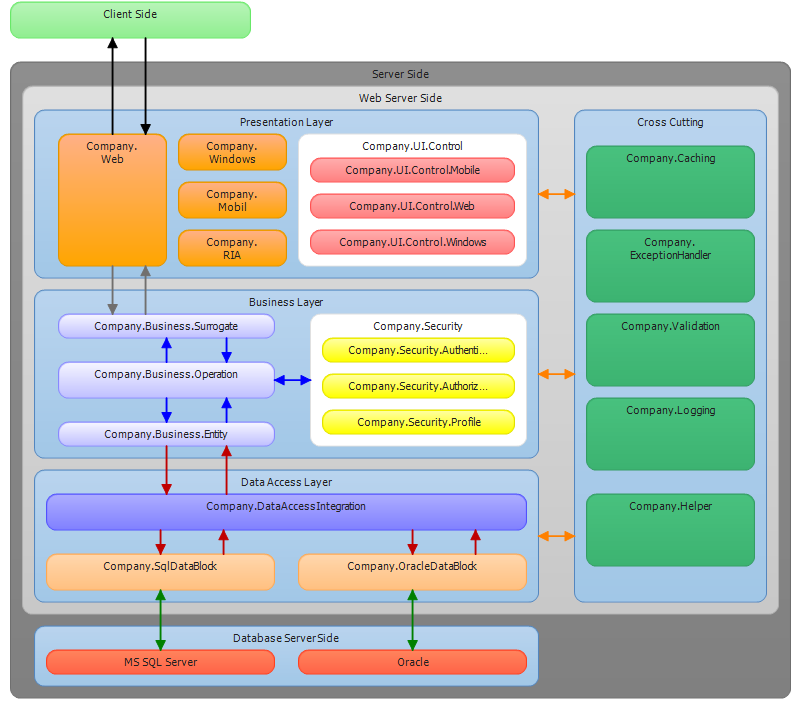 Client Side
Server Side
Web Server Side
Presentation Layer
Company.
Web
Company.
Windows
Company.
Mobil
Company.
RIA
Company.UI.Control
Company.UI.Control.Mobile
Company.UI.Control.Web
Company.UI.Control.Windows
Cross Cutting
Company.Caching
Company.
ExceptionHandler
Company.Validation
Company.Logging
Company.Helper
Business Layer
Company.Business.Surrogate
Company.Business.Operation
Company.Business.Entity
Company.Security
Company.Security.Authenti...
Company.Security.Authoriz...
Company.Security.Profile
Data Access Layer
Company.DataAccessIntegration
Company.SqlDataBlock
Company.OracleDataBlock
Database ServerSide
MS SQL Server
Oracle